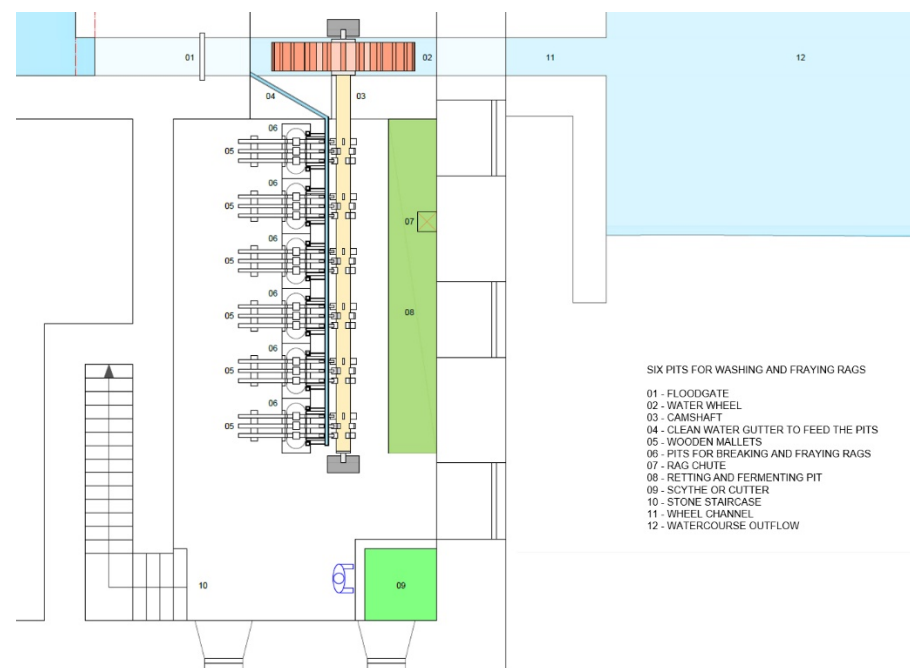 01
02
11
12
04
03
06
05
06
05
07
06
05
06
05
08
06
05
06
05
10
09
SIX PITS FOR WASHING AND FRAYING RAGS
01 - FLOODGATE
02 - WATER WHEEL
03 - CAMSHAFT
04 - CLEAN WATER GUTTER TO FEED THE PITS
05 - WOODEN MALLETS
06 - PITS FOR BREAKING AND FRAYING RAGS
07 - RAG CHUTE
08 - RETTING AND FERMENTING PIT
09 - SCYTHE OR CUTTER
10 - STONE STAIRCASE
11 - WHEEL CHANNEL
12 - WATERCOURSE OUTFLOW